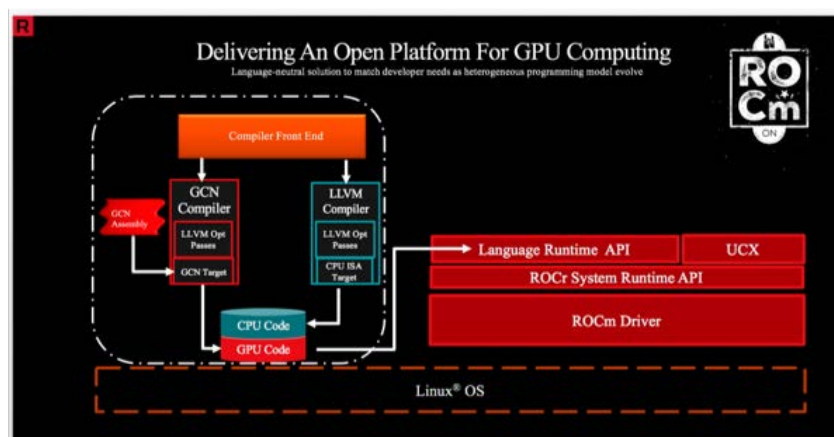 R
Delivering An Open Platform For GPU Computing
Language-neutral solution to match developer needs as heterogeneous programming model evolve
RO
Cm
ON
Compiler Front End
GCN
Compiler
LLVM
Compiler
GCN
Assembly
LLVM Opt
Passes
LLVM Opt
Passes
GCN Target
CPU ISA
Target
Language Runtime API
UCX
ROCr System Runtime API
CPU Code
GPU Code
ROCm Driver
Linux® OS